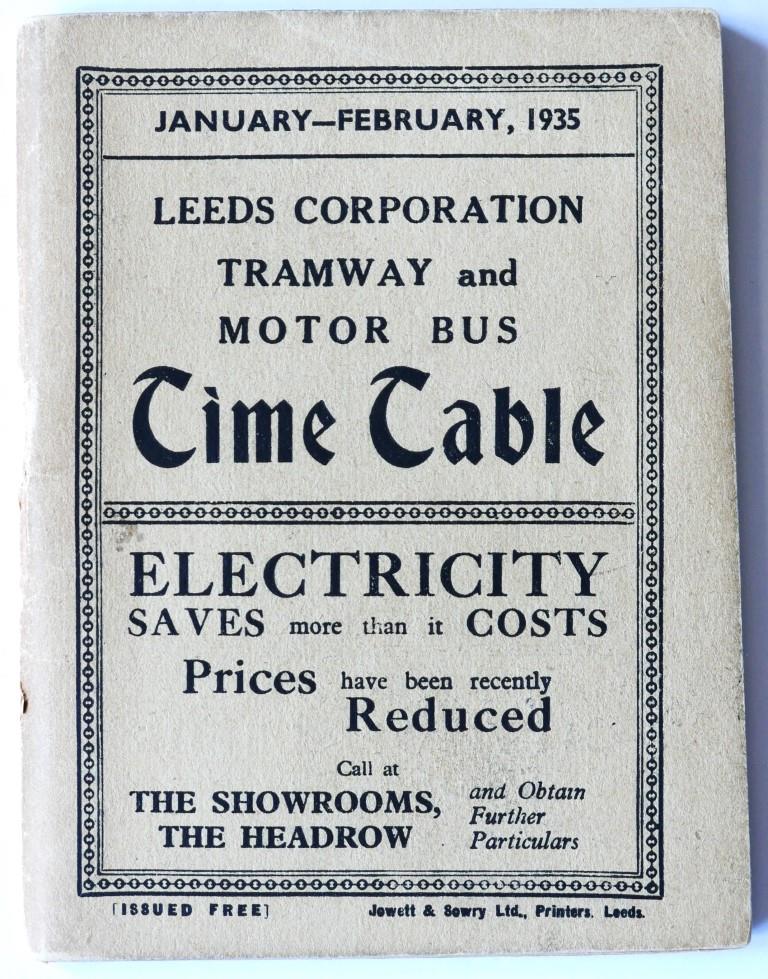 JANUARY—FEBRUARY, 1935
LEEDS CORPORATION
TRAMWAY and
MOTOR BUS
Time Table
ELECTRICITY
SAVES more than it COSTS
Prices have been recently
Reduced
Call at
THE SHOWROOMS,
THE HEADROW
and Obtain
Further
Particulars
[ISSUED FREE]
Jowett & Sowry Ltd., Printers. Leeds.